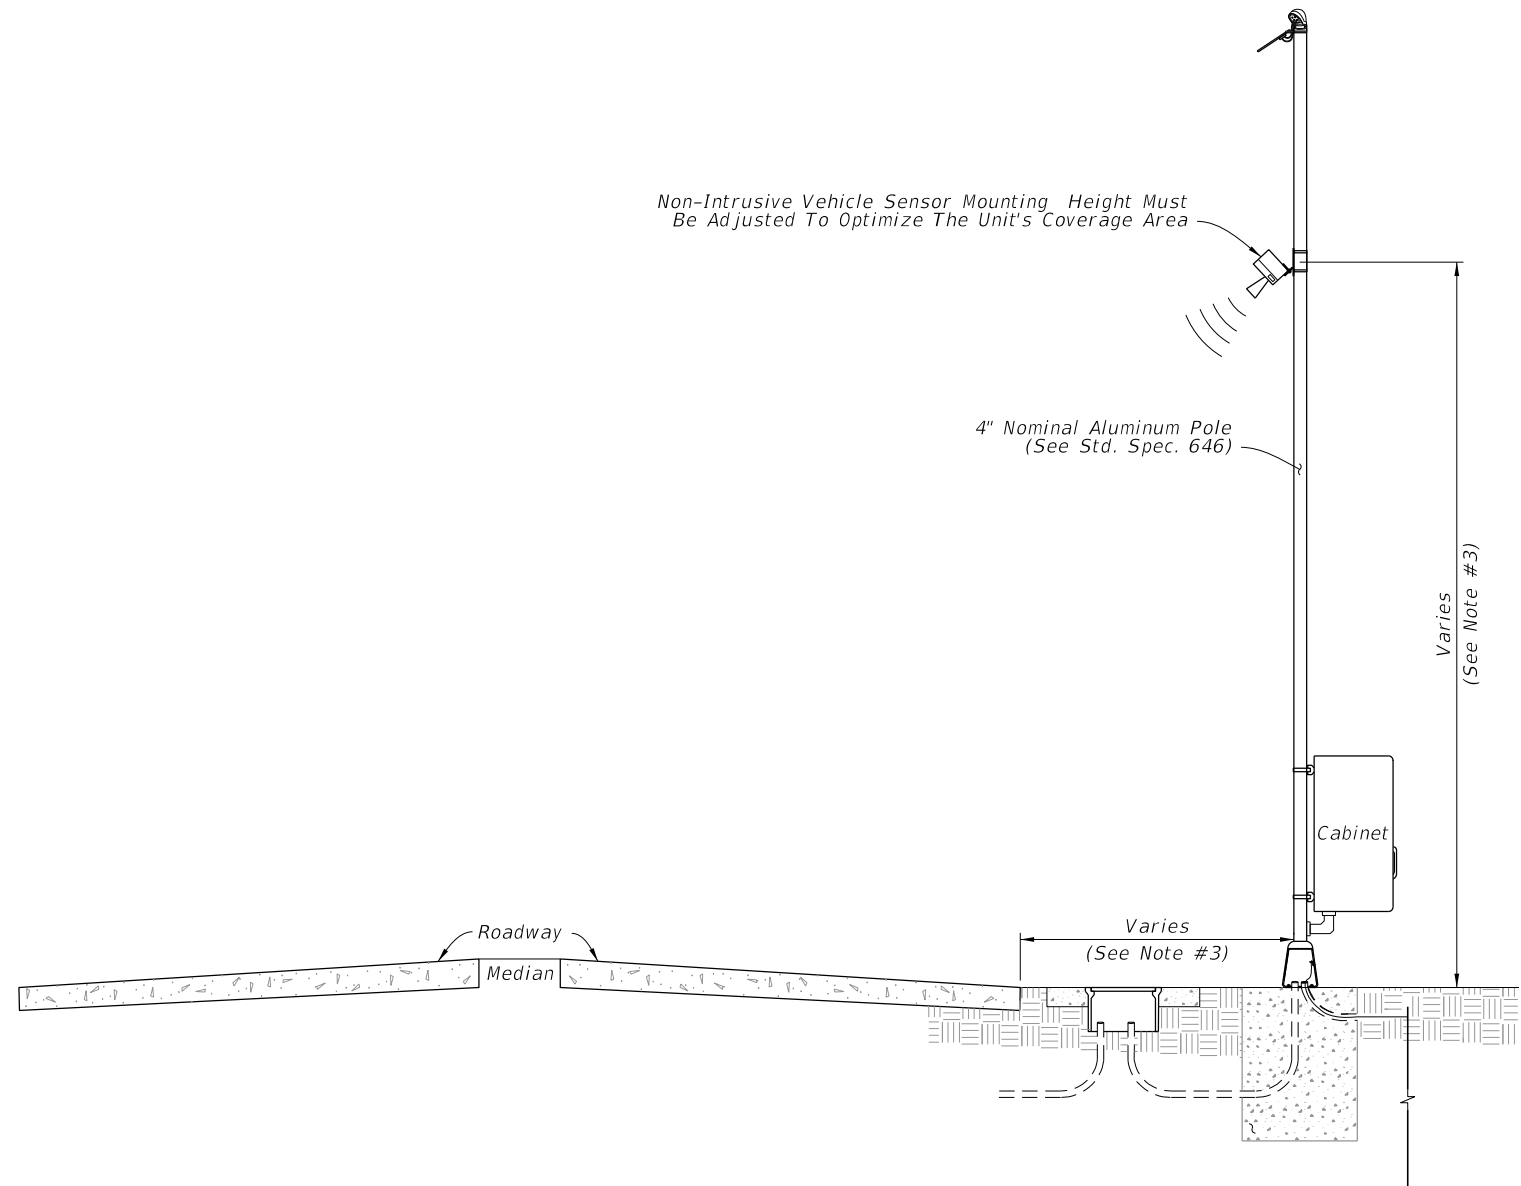 Non-Intrusive Vehicle Sensor Mounting Height Must
Be Adjusted To Optimize The Unit's Coverage Area
4" Nominal Aluminum Pole
(See Std. Spec. 646)
Varies
(See Note #3)
Cabinet
Varies
(See Note #3)
Roadway
Median